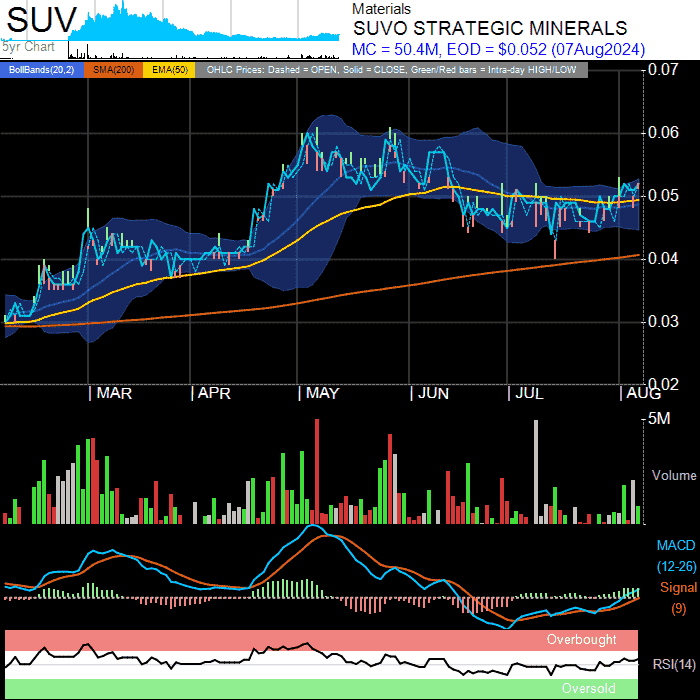 SUV
Materials
SUVO STRATEGIC MINERALS
5yr Chart
MC = 50.4M, EOD = $0.052 (07Aug2024)
BollBands(20,2) SMA(200) EMA(50) OHLC Prices: Dashed = OPEN, Solid = CLOSE, Green/Red bars = Intra-day HIGH/LOW
0.07
0.06
0.05
0.04
0.03
0.02
MAR APR MAY JUN JUL AUG
5M
Volume
MACD
(12-26)
Signal
(9)
Overbought
RSI(14)
Oversold